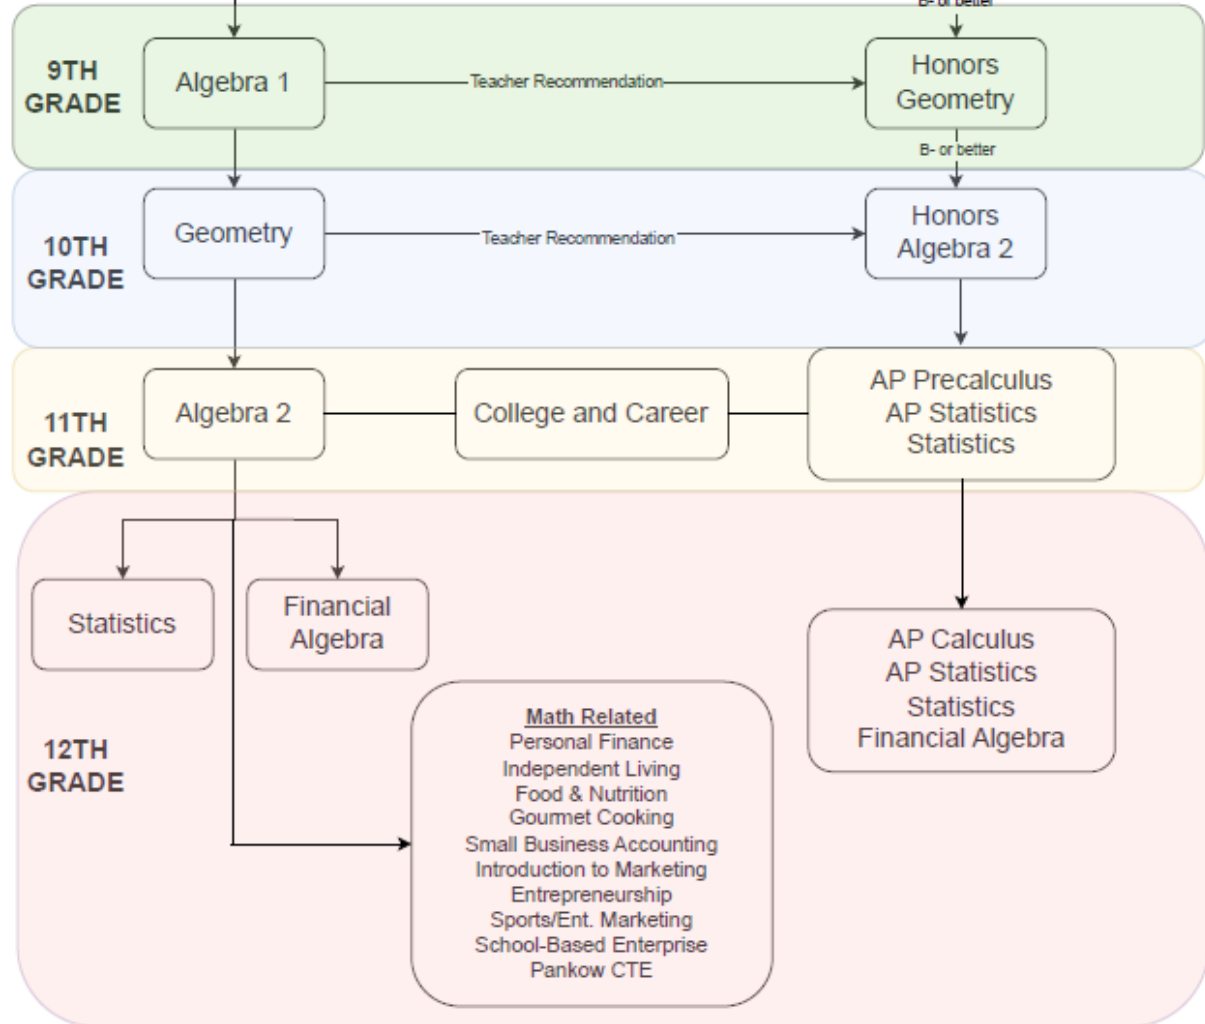 B- or better
9TH
GRADE
Algebra 1
Teacher Recommendation
Honors
Geometry
B- or better
10TH
GRADE
Geometry
Teacher Recommendation
Honors
Algebra 2
11TH
GRADE
Algebra 2
College and Career
AP Precalculus
AP Statistics
Statistics
12TH
GRADE
Statistics
Financial
Algebra
Math Related
Personal Finance
Independent Living
Food & Nutrition
Gourmet Cooking
Small Business Accounting
Introduction to Marketing
Entrepreneurship
Sports/Ent. Marketing
School-Based Enterprise
Pankow CTE
AP Calculus
AP Statistics
Statistics
Financial Algebra